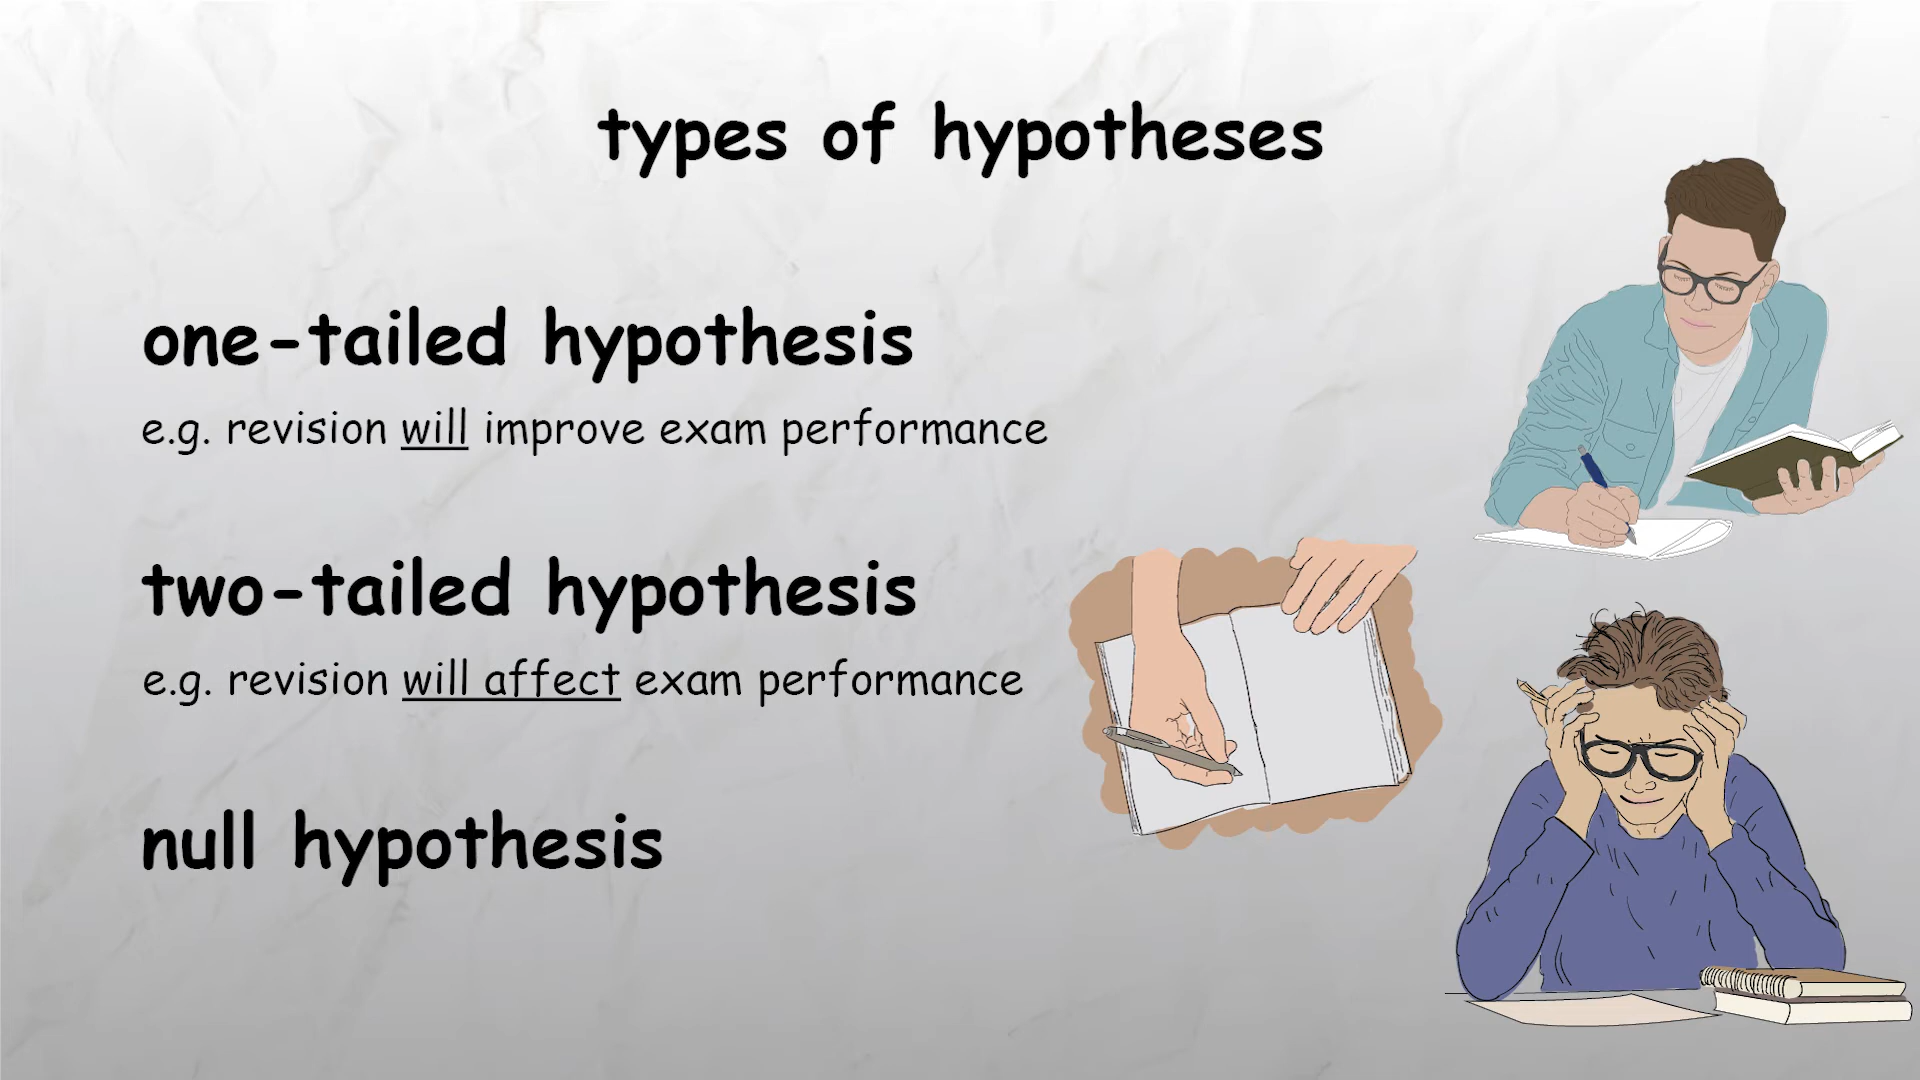 types of hypotheses
one-tailed hypothesis
e.g. revision will improve exam performance
two-tailed hypothesis
e.g. revision will affect exam performance
null hypothesis